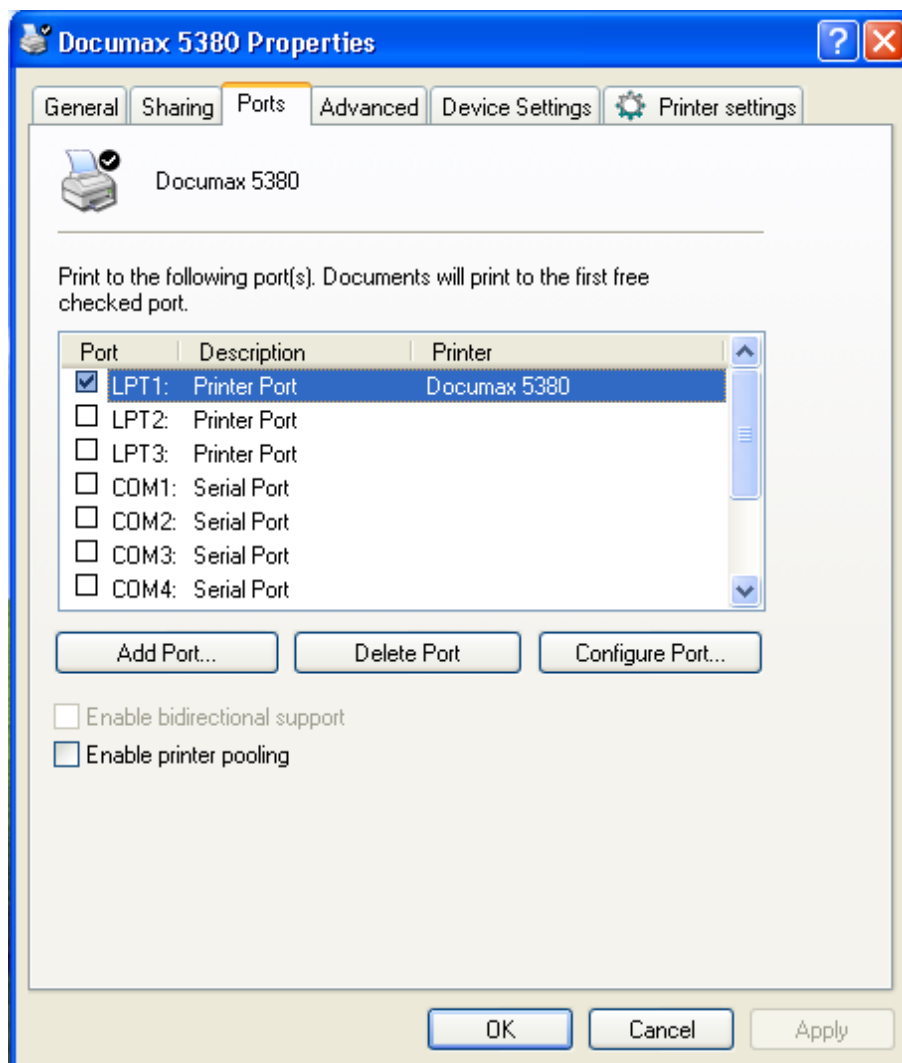 Documax 5380 Properties
General Sharing Ports Advanced Device Settings Printer settings
Documax 5380
Print to the following port(s). Documents will print to the first free
checked port.
Port Description Printer
LPT1: Printer Port Documax 5380
LPT2: Printer Port
LPT3: Printer Port
COM1: Serial Port
COM2: Serial Port
COM3: Serial Port
COM4: Serial Port
Add Port... Delete Port Configure Port...
Enable bidirectional support
Enable printer pooling
OK Cancel Apply